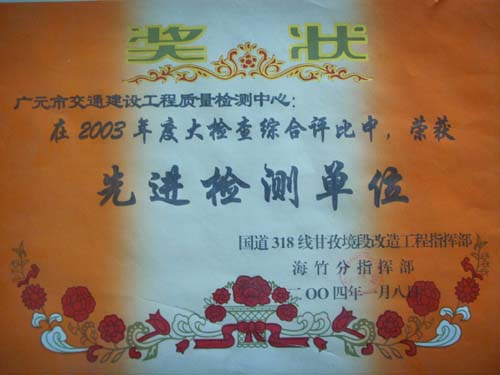 奖状
广元市交通建设工程质量检测中心：
在2003年度大检查综合评比中，荣获
先进检测单位
国道318线甘孜境段改造工程指挥部
海竹分指挥部
二〇〇四年一月八日